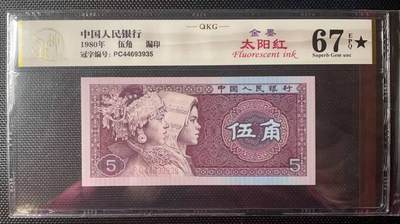 QKG
中国人民银行
1980年 伍角 漏印
冠字编号: PC44693935
金墨
太阳红
Fluorescent ink
67 EPQ ★
Superb Gem unc
中国人民银行
伍角
5
5